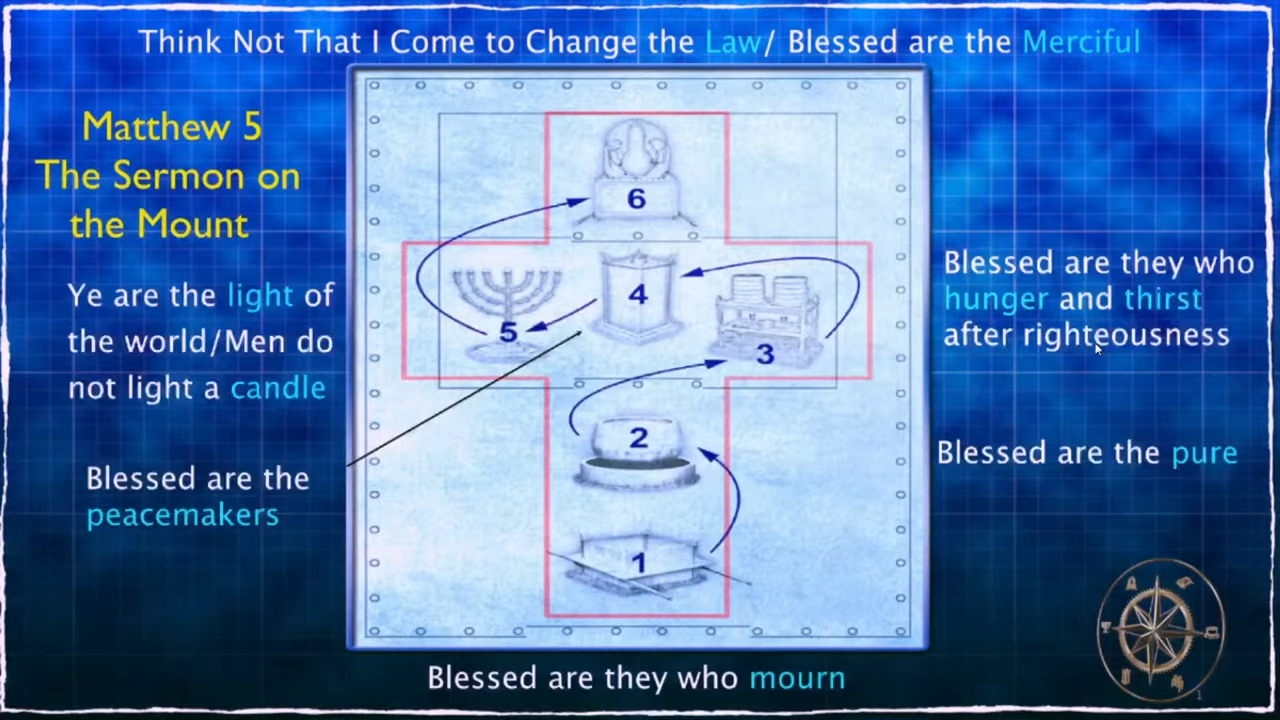 Think Not That I Come to Change the Law/ Blessed are the Merciful
Matthew 5
The Sermon on
the Mount
Ye are the light of
the world/Men do
not light a candle
Blessed are the
peacemakers
6
4
5
3
2
1
Blessed are they who
hunger and thirst
after righteousness
Blessed are the pure
Blessed are they who mourn
1